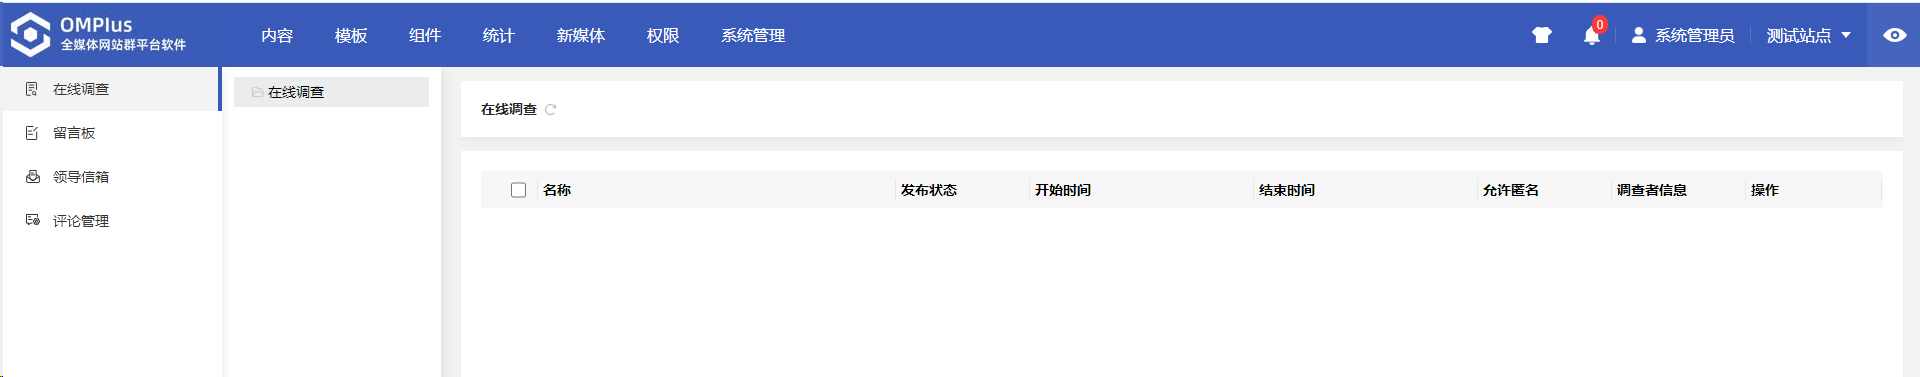 OMPlus
全媒体网站群平台软件
内容 模板 组件 统计 新媒体 权限 系统管理 0 系统管理员 测试站点
在线调查
留言板
领导信箱
评论管理
在线调查
在线调查
名称 发布状态 开始时间 结束时间 允许匿名 调查者信息 操作